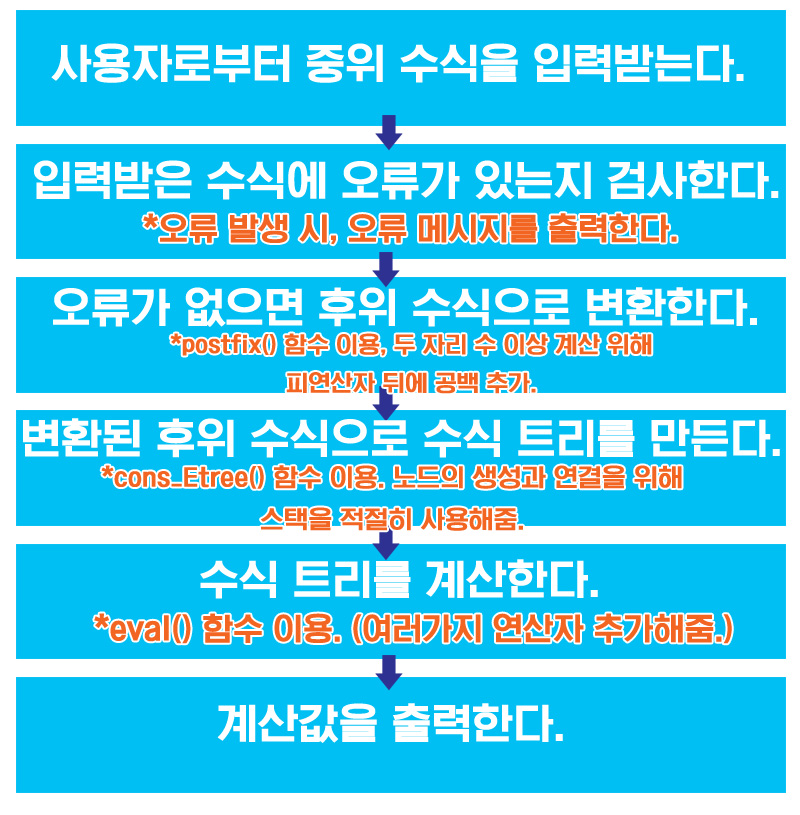 사용자로부터 중위 수식을 입력받는다.
입력받은 수식에 오류가 있는지 검사한다.
*오류 발생 시, 오류 메시지를 출력한다.
오류가 없으면 후위 수식으로 변환한다.
*postfix() 함수 이용, 두 자리 수 이상 계산 위해
피연산자 뒤에 공백 추가.
변환된 후위 수식으로 수식 트리를 만든다.
*cons_Etree() 함수 이용. 노드의 생성과 연결을 위해
스택을 적절히 사용해줌.
수식 트리를 계산한다.
*eval() 함수 이용. (여러가지 연산자 추가해줌.)
계산값을 출력한다.